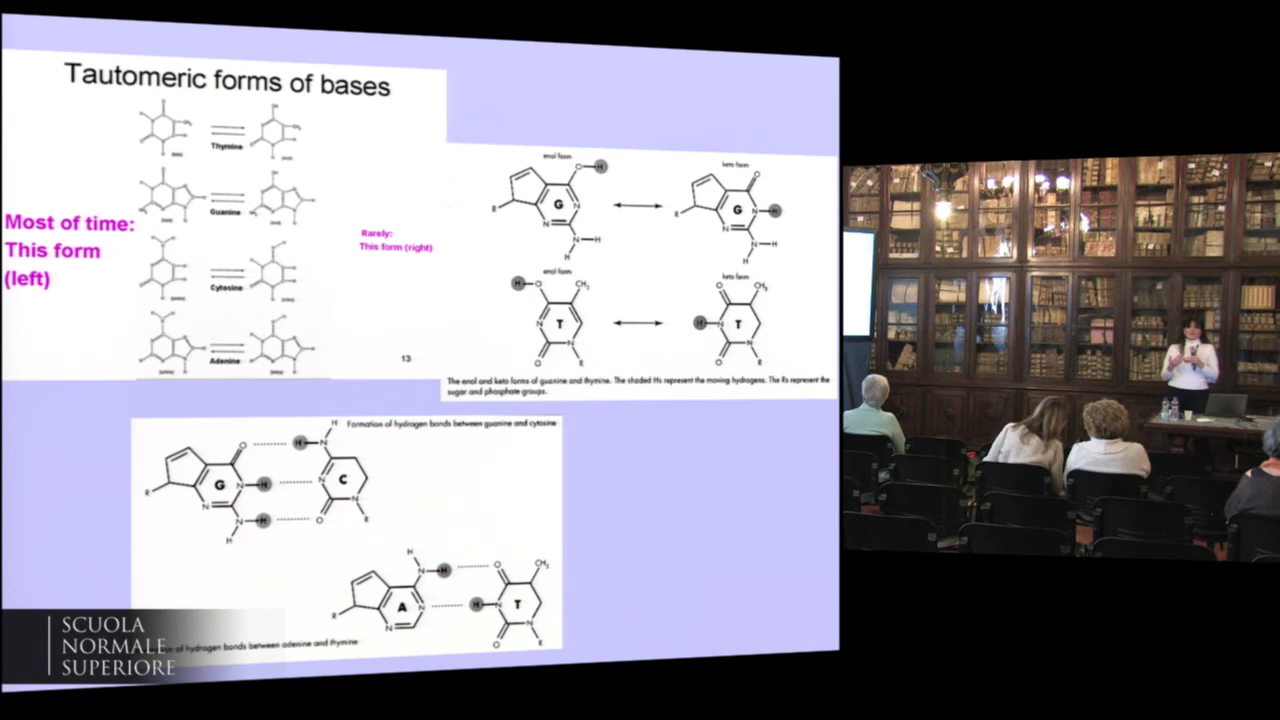 Tautomeric forms of bases
Thymine
Guanine
Cytosine
Adenine
Most of time:
This form
(left)
Rarely:
This form (right)
13
enol form
O
H
G
N
N
N
H
H
R
keto form
O
G
N
H
N
N
H
H
R
enol form
H
O
CH3
N
T
O
N
R
keto form
O
CH3
H
N
T
O
N
R
The enol and keto forms of guanine and thymine. The shaded Hs represent the moving hydrogens. The Rs represent the
sugar and phosphate groups.
Formation of hydrogen bonds between guanine and cytosine
O
H
N
H
G
N
H
N
C
R
N
N
H
O
N
H
R
H
N
H
O
CH3
A
N
H
N
T
R
N
O
N
R
of hydrogen bonds between adenine and thymine
SCUOLA
NORMALE
SUPERIORE